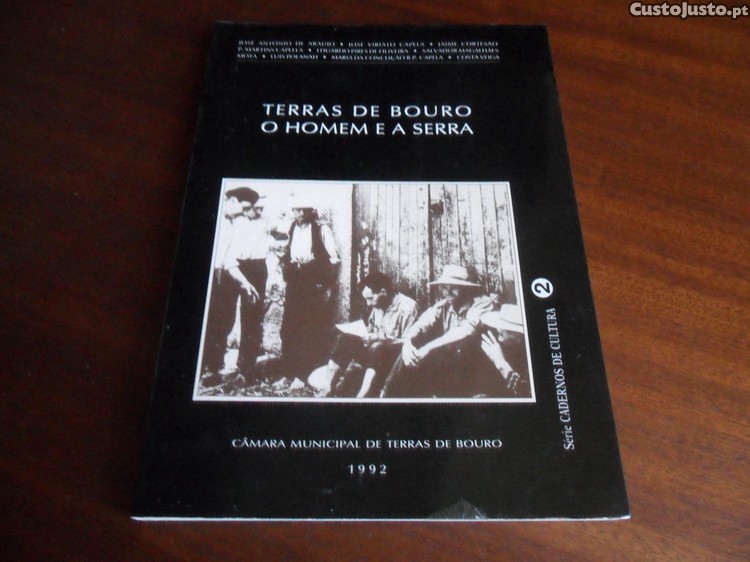 CustoJusto.pt
JOSÉ ANTÓNIO DE ARAÚJO • JOSÉ VIRIATO CAPELA • JAIME CORTESÃO
P. MARTINS CAPELLA • EDUARDO PIRES DE OLIVEIRA • SALVADOR MAGALHÃES
MOTA • LUÍS POLANAH • MARIA DA CONCEIÇÃO R.P. CAPELA • COSTA VEIGA
TERRAS DE BOURO
O HOMEM E A SERRA
Série CADERNOS DE CULTURA 2
CÂMARA MUNICIPAL DE TERRAS DE BOURO
1992